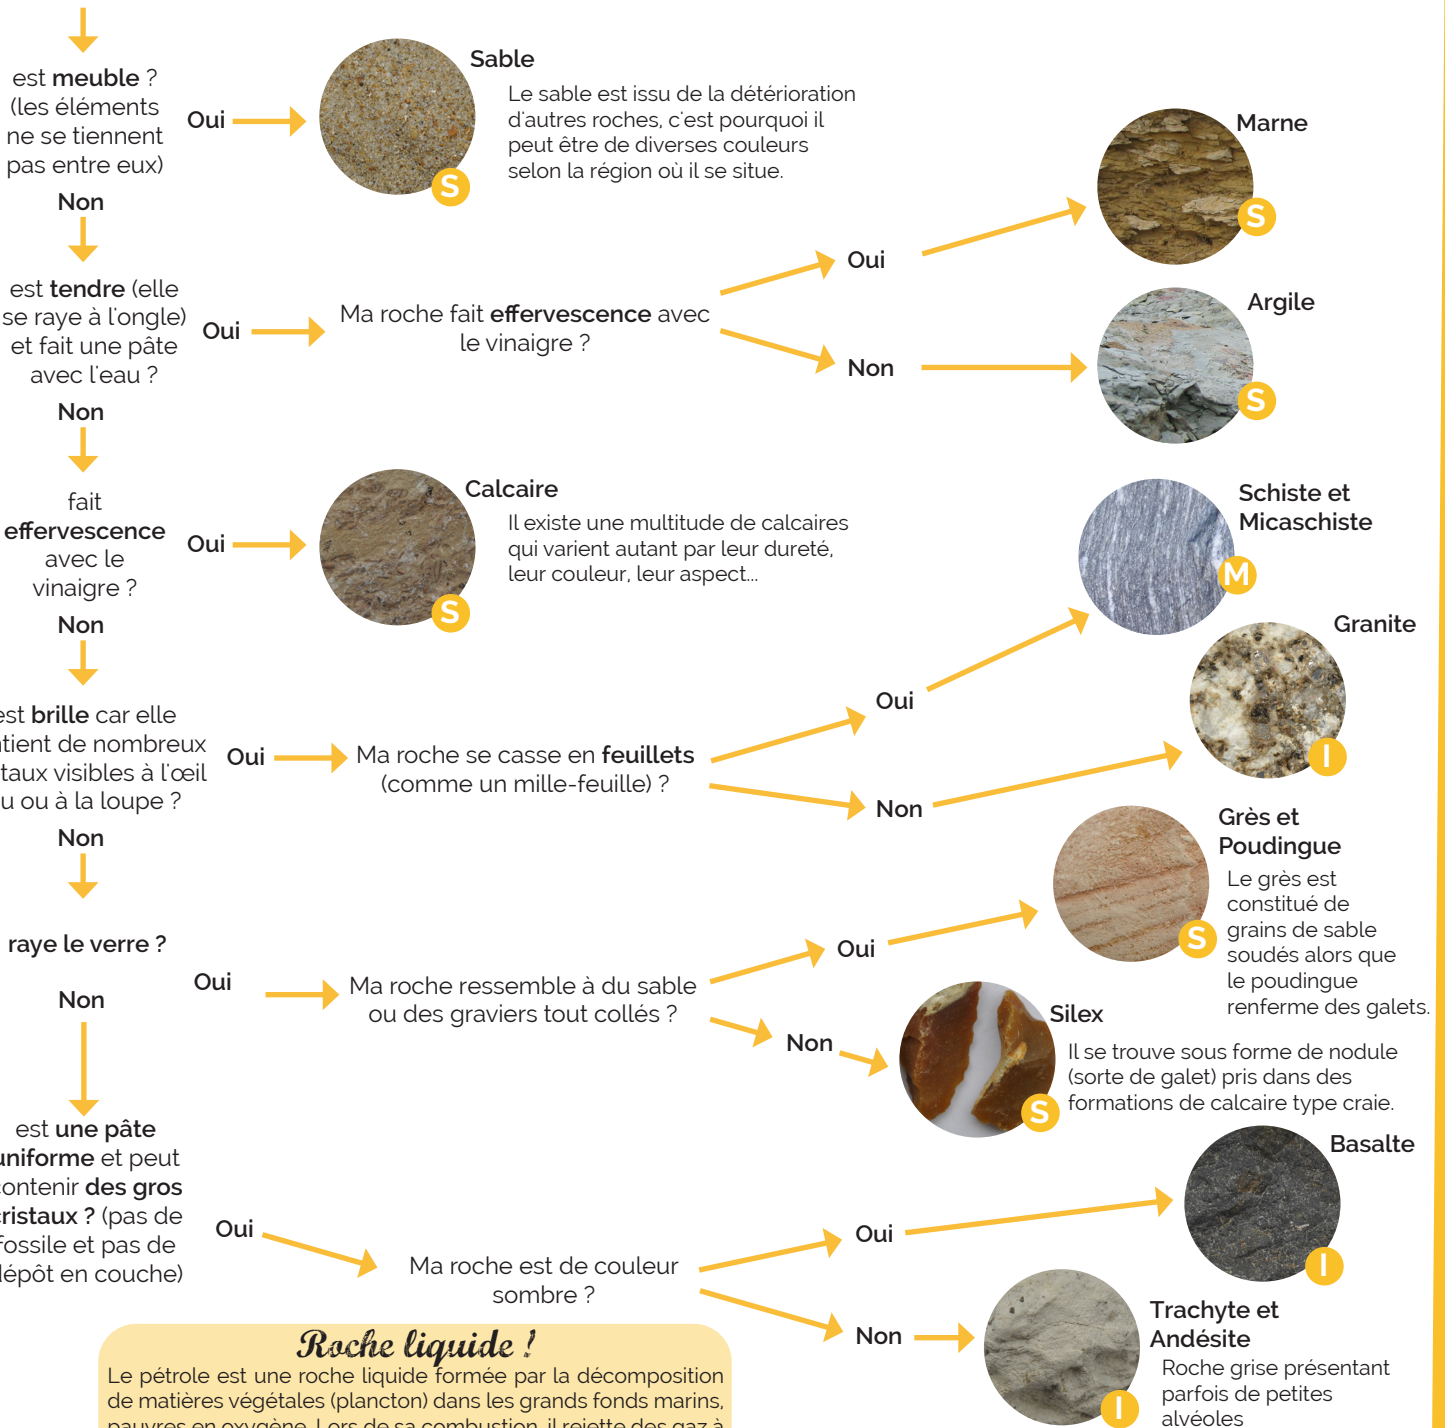 est meuble ?
(les éléments
ne se tiennent
pas entre eux)
Oui
Sable
Le sable est issu de la détérioration
d'autres roches, c'est pourquoi il
peut être de diverses couleurs
selon la région où il se situe.
S
Non
est tendre (elle
se raye à l'ongle)
et fait une pâte
avec l'eau ?
Oui
Ma roche fait effervescence avec
le vinaigre ?
Oui
Marne
S
Non
Argile
S
Non
fait
effervescence
avec le
vinaigre ?
Oui
Calcaire
Il existe une multitude de calcaires
qui varient autant par leur dureté,
leur couleur, leur aspect...
S
Non
est brille car elle
de nombreux
visibles à l'œil
ou à la loupe ?
Oui
Ma roche se casse en feuillets
(comme un mille-feuille) ?
Oui
Schiste et
Micaschiste
M
Non
Granite
I
Non
raye le verre ?
Oui
Ma roche ressemble à du sable
ou des graviers tout collés ?
Oui
Grès et
Poudingue
Le grès est
constitué de
grains de sable
soudés alors que
le poudingue
renferme des galets.
S
Non
Silex
Il se trouve sous forme de nodule
(sorte de galet) pris dans des
formations de calcaire type craie.
S
Non
est une pâte
uniforme et peut
contenir des gros
cristaux ? (pas de
fossile et pas de
dépôt en couche)
Oui
Ma roche est de couleur
sombre ?
Oui
Basalte
I
Non
Trachyte et
Andésite
Roche grise présentant
parfois de petites
alvéoles
I
Roche liquide !
Le pétrole est une roche liquide formée par la décomposition
de matières végétales (plancton) dans les grands fonds marins,
pauvres en oxygène. Lors de sa combustion, il rejette des gaz à